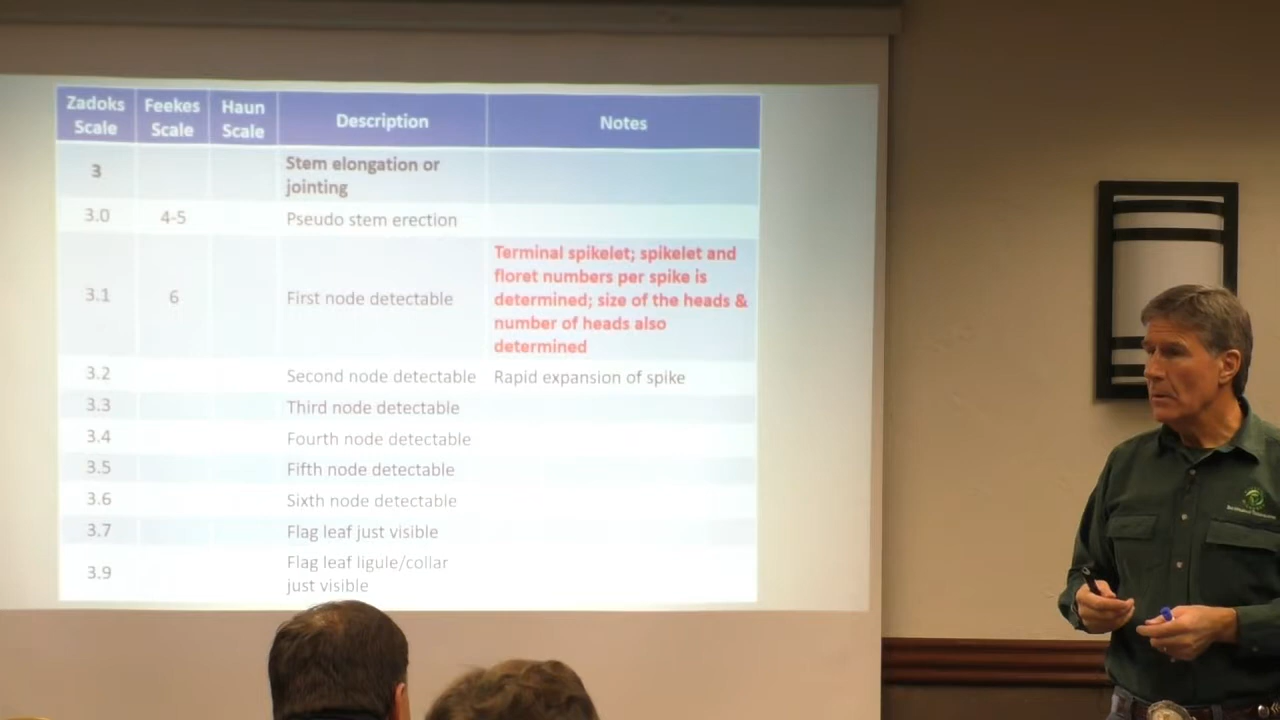 Zadoks Scale Feekes Scale Haun Scale Description Notes
3 Stem elongation or jointing
3.0 4-5 Pseudo stem erection
3.1 6 First node detectable Terminal spikelet; spikelet and floret numbers per spike is determined; size of the heads & number of heads also determined
3.2 Second node detectable Rapid expansion of spike
3.3 Third node detectable
3.4 Fourth node detectable
3.5 Fifth node detectable
3.6 Sixth node detectable
3.7 Flag leaf just visible
3.9 Flag leaf ligule/collar just visible